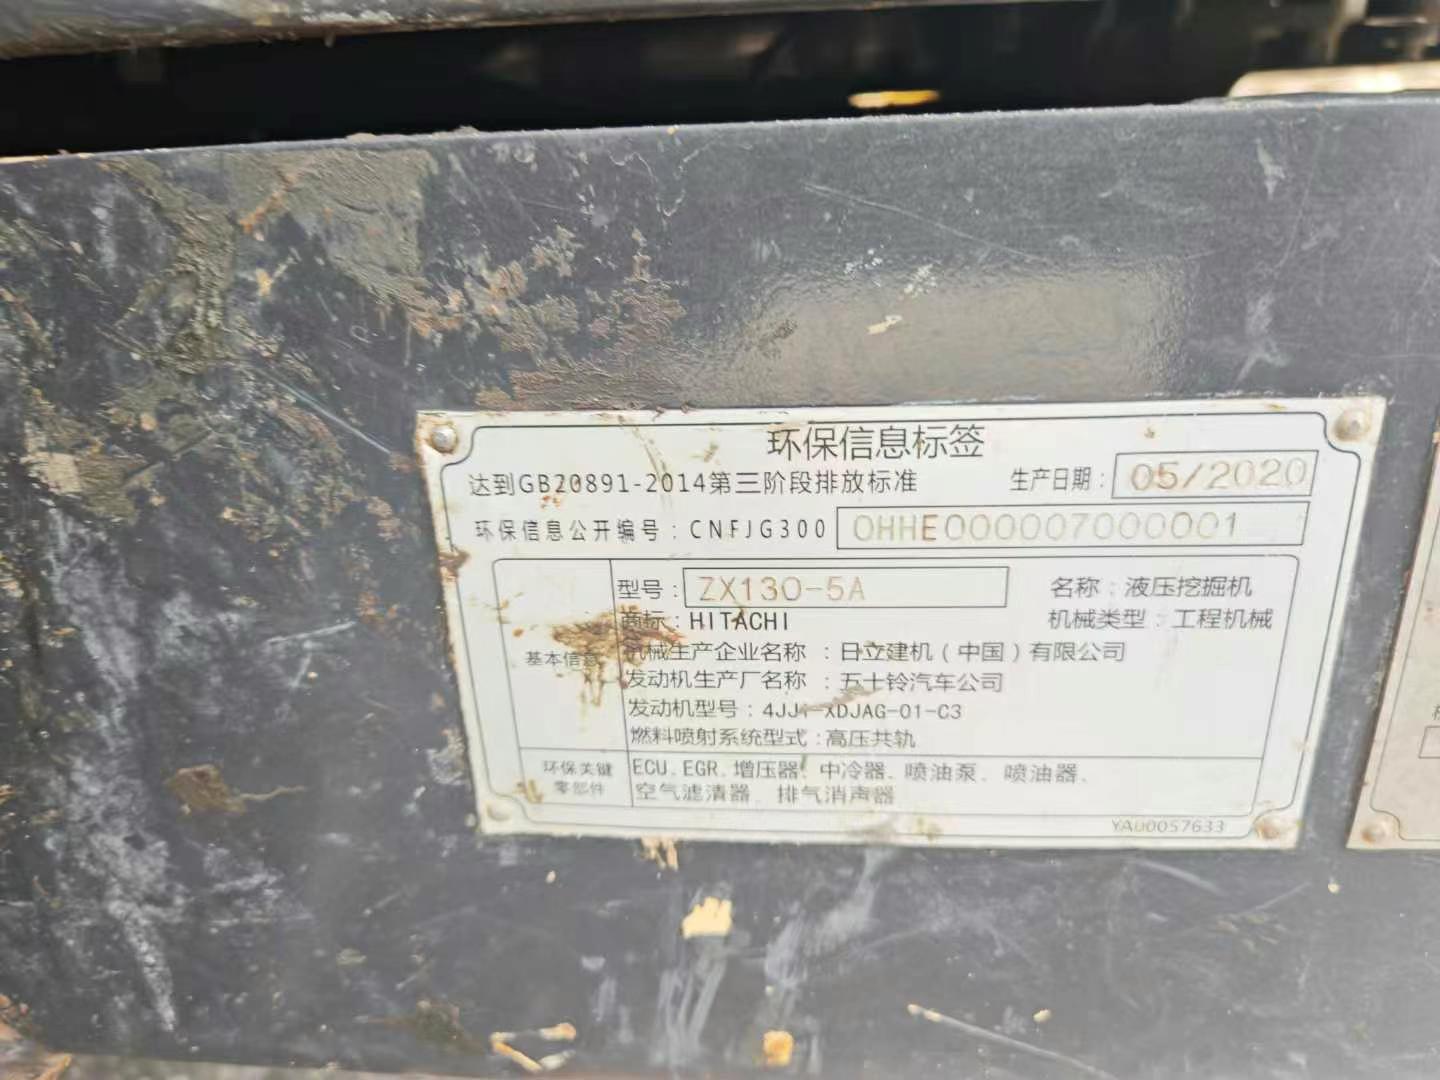 环保信息标签
达到GB20891-2014第三阶段排放标准 生产日期：05/2020
环保信息公开编号：CNFJG300 0HHE000007000001
型号：ZX130-5A 名称：液压挖掘机
商标：HITACHI 机械类型：工程机械
基本信息
机械生产企业名称：日立建机（中国）有限公司
发动机生产厂名称：五十铃汽车公司
发动机型号：4JJ1-XDJAG-01-C3
燃料喷射系统型式：高压共轨
环保关键零部件
ECU、EGR、增压器、中冷器、喷油泵、喷油器、
空气滤清器、排气消声器
YA00057633